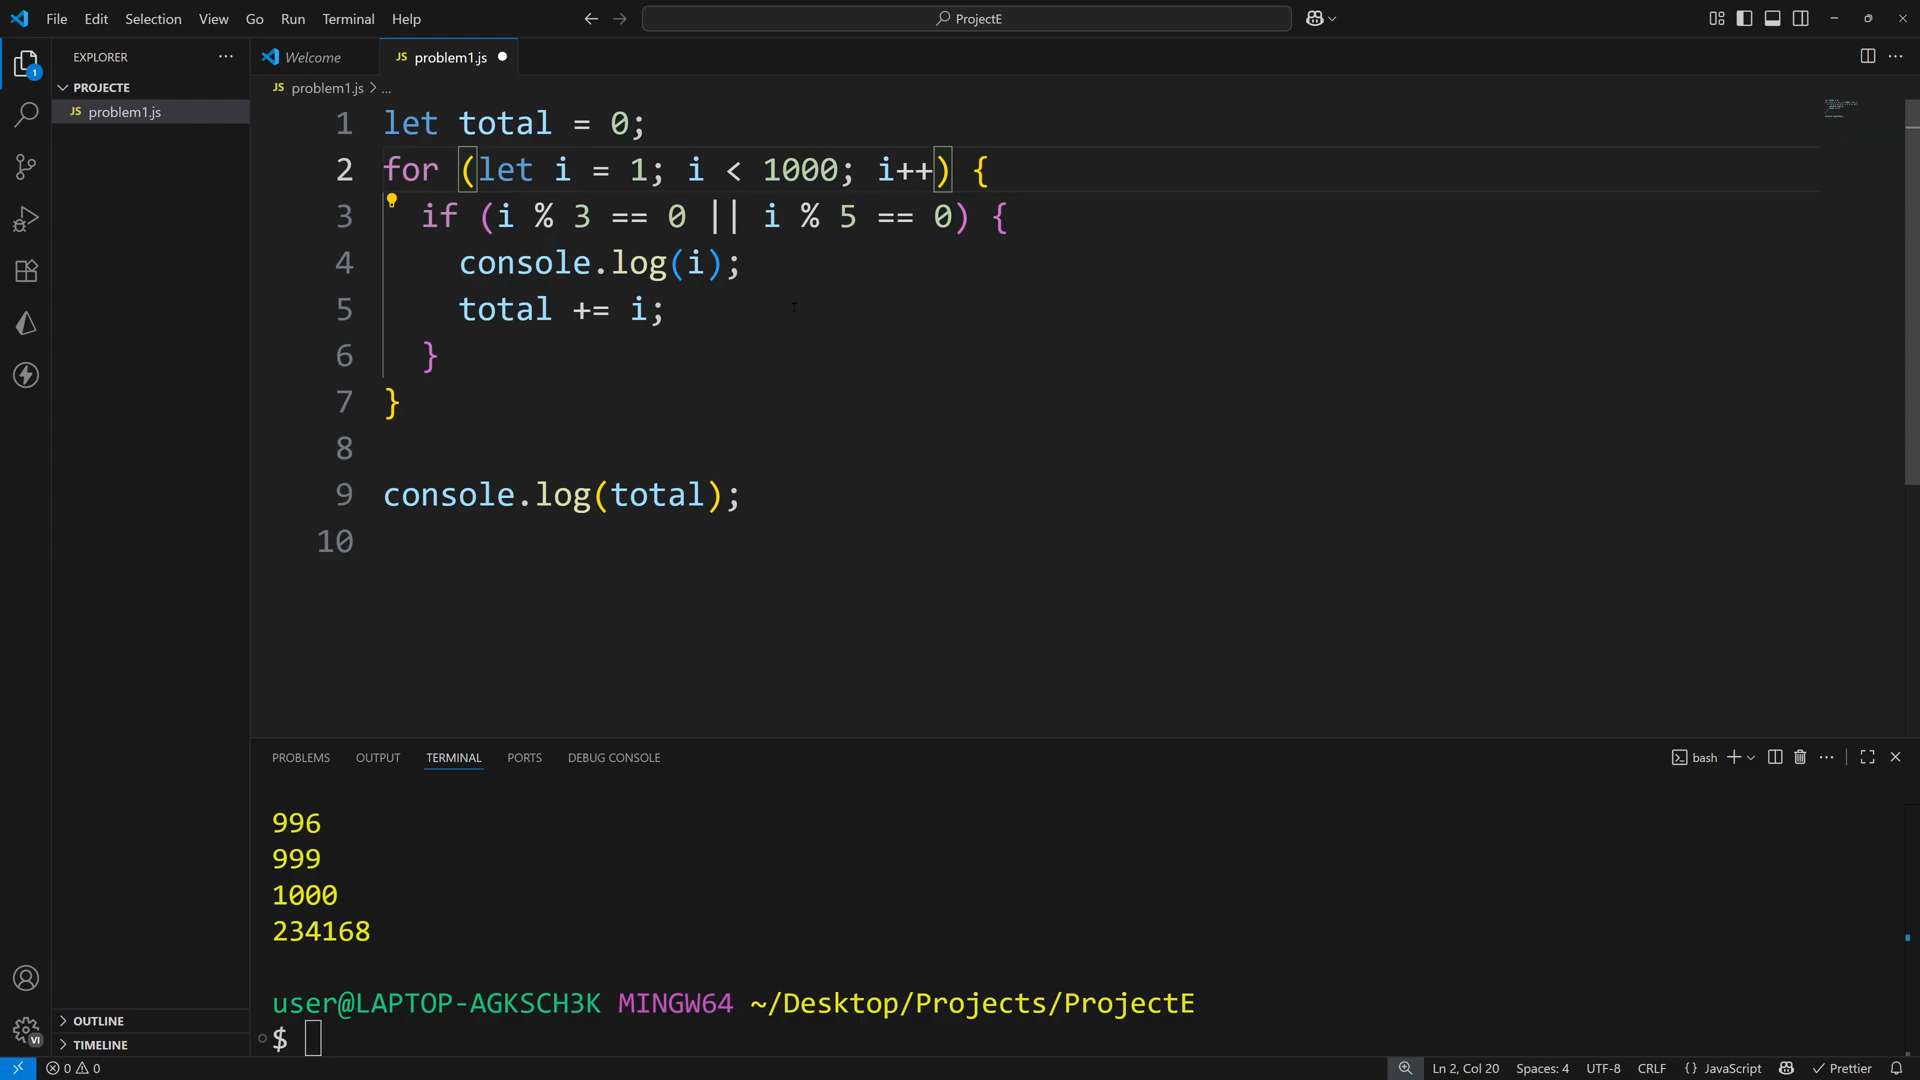 File Edit Selection View Go Run Terminal Help
ProjectE
EXPLORER
Welcome
JS problem1.js
1
PROJECTE
JS problem1.js
JS problem1.js > ...
1 let total = 0;
2 for (let i = 1; i < 1000; i++) {
3 if (i % 3 == 0 || i % 5 == 0) {
4 console.log(i);
5 total += i;
6 }
7 }
8
9 console.log(total);
10
PROBLEMS OUTPUT TERMINAL PORTS DEBUG CONSOLE
bash
996
999
1000
234168
user@LAPTOP-AGKSCH3K MINGW64 ~/Desktop/Projects/ProjectE
$
OUTLINE
TIMELINE
VI
0 0
Ln 2, Col 20 Spaces: 4 UTF-8 CRLF {} JavaScript Prettier